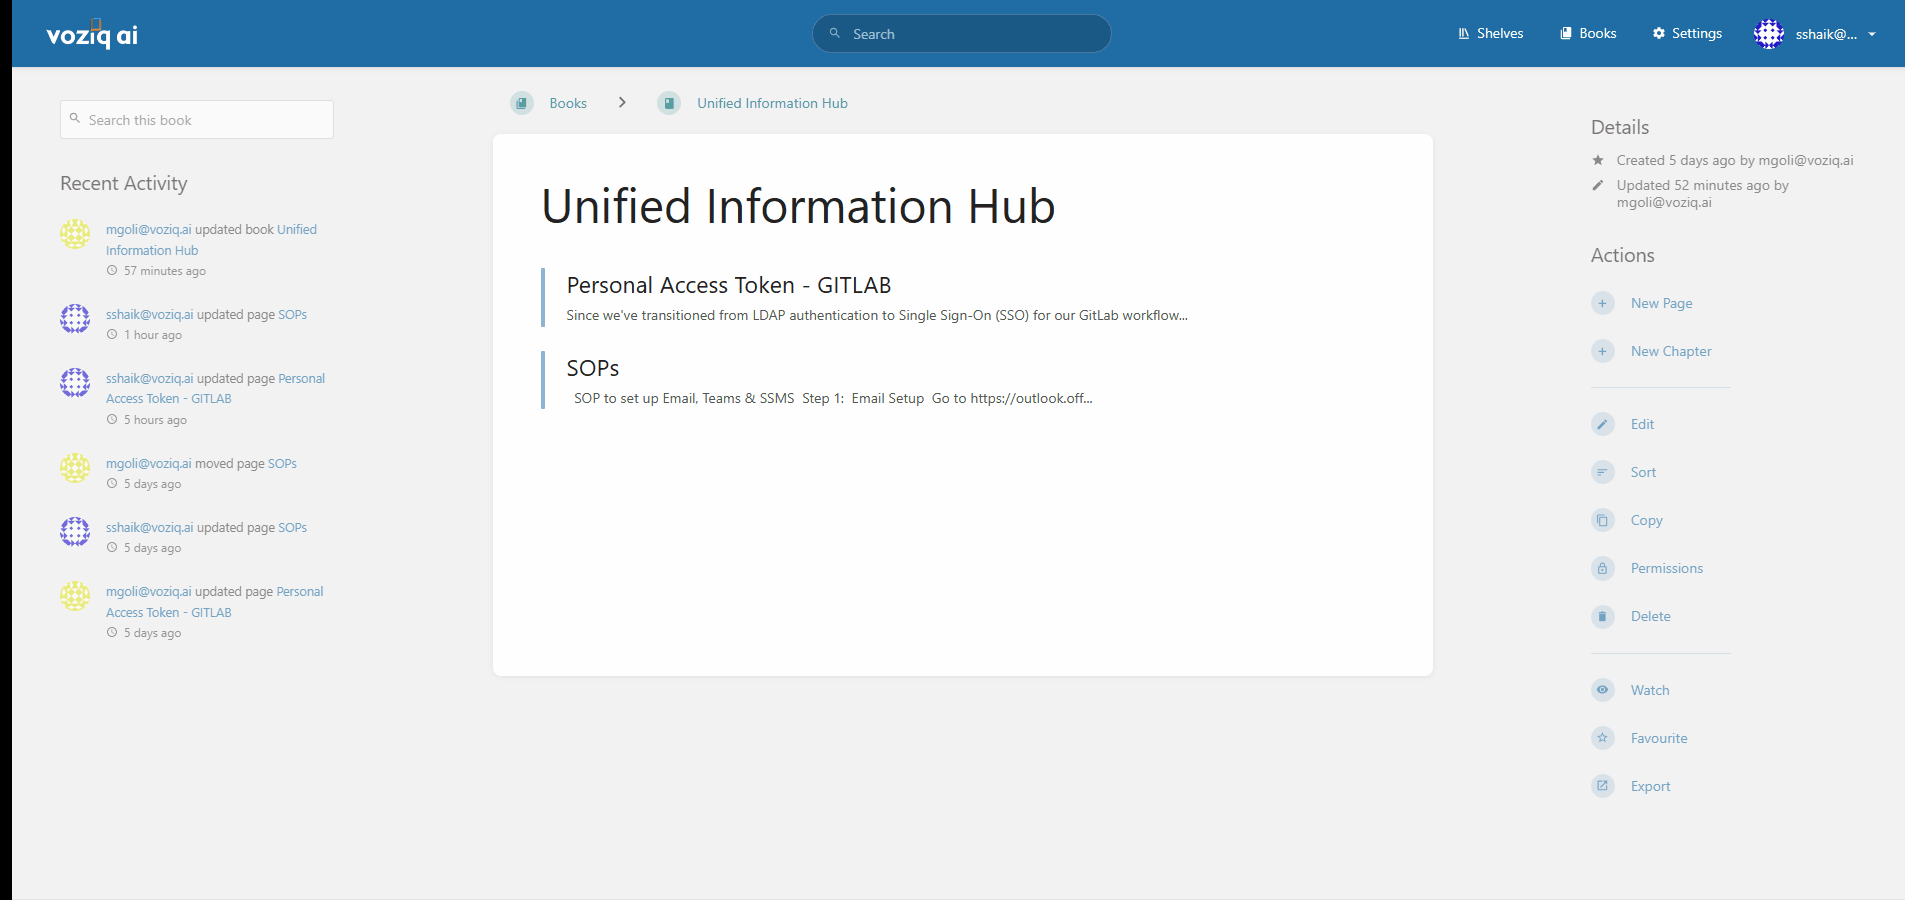 voziq ai
Search
Shelves
Books
Settings
sshaik@...
Search this book
Recent Activity
mgoli@voziq.ai updated book Unified
Information Hub
57 minutes ago
sshaik@voziq.ai updated page SOPs
1 hour ago
sshaik@voziq.ai updated page Personal
Access Token - GITLAB
5 hours ago
mgoli@voziq.ai moved page SOPs
5 days ago
sshaik@voziq.ai updated page SOPs
5 days ago
mgoli@voziq.ai updated page Personal
Access Token - GITLAB
5 days ago
Books
Unified Information Hub
Unified Information Hub
Personal Access Token - GITLAB
Since we've transitioned from LDAP authentication to Single Sign-On (SSO) for our GitLab workflow...
SOPs
SOP to set up Email, Teams & SSMS Step 1: Email Setup Go to https://outlook.off...
Details
Created 5 days ago by mgoli@voziq.ai
Updated 52 minutes ago by
mgoli@voziq.ai
Actions
New Page
New Chapter
Edit
Sort
Copy
Permissions
Delete
Watch
Favourite
Export